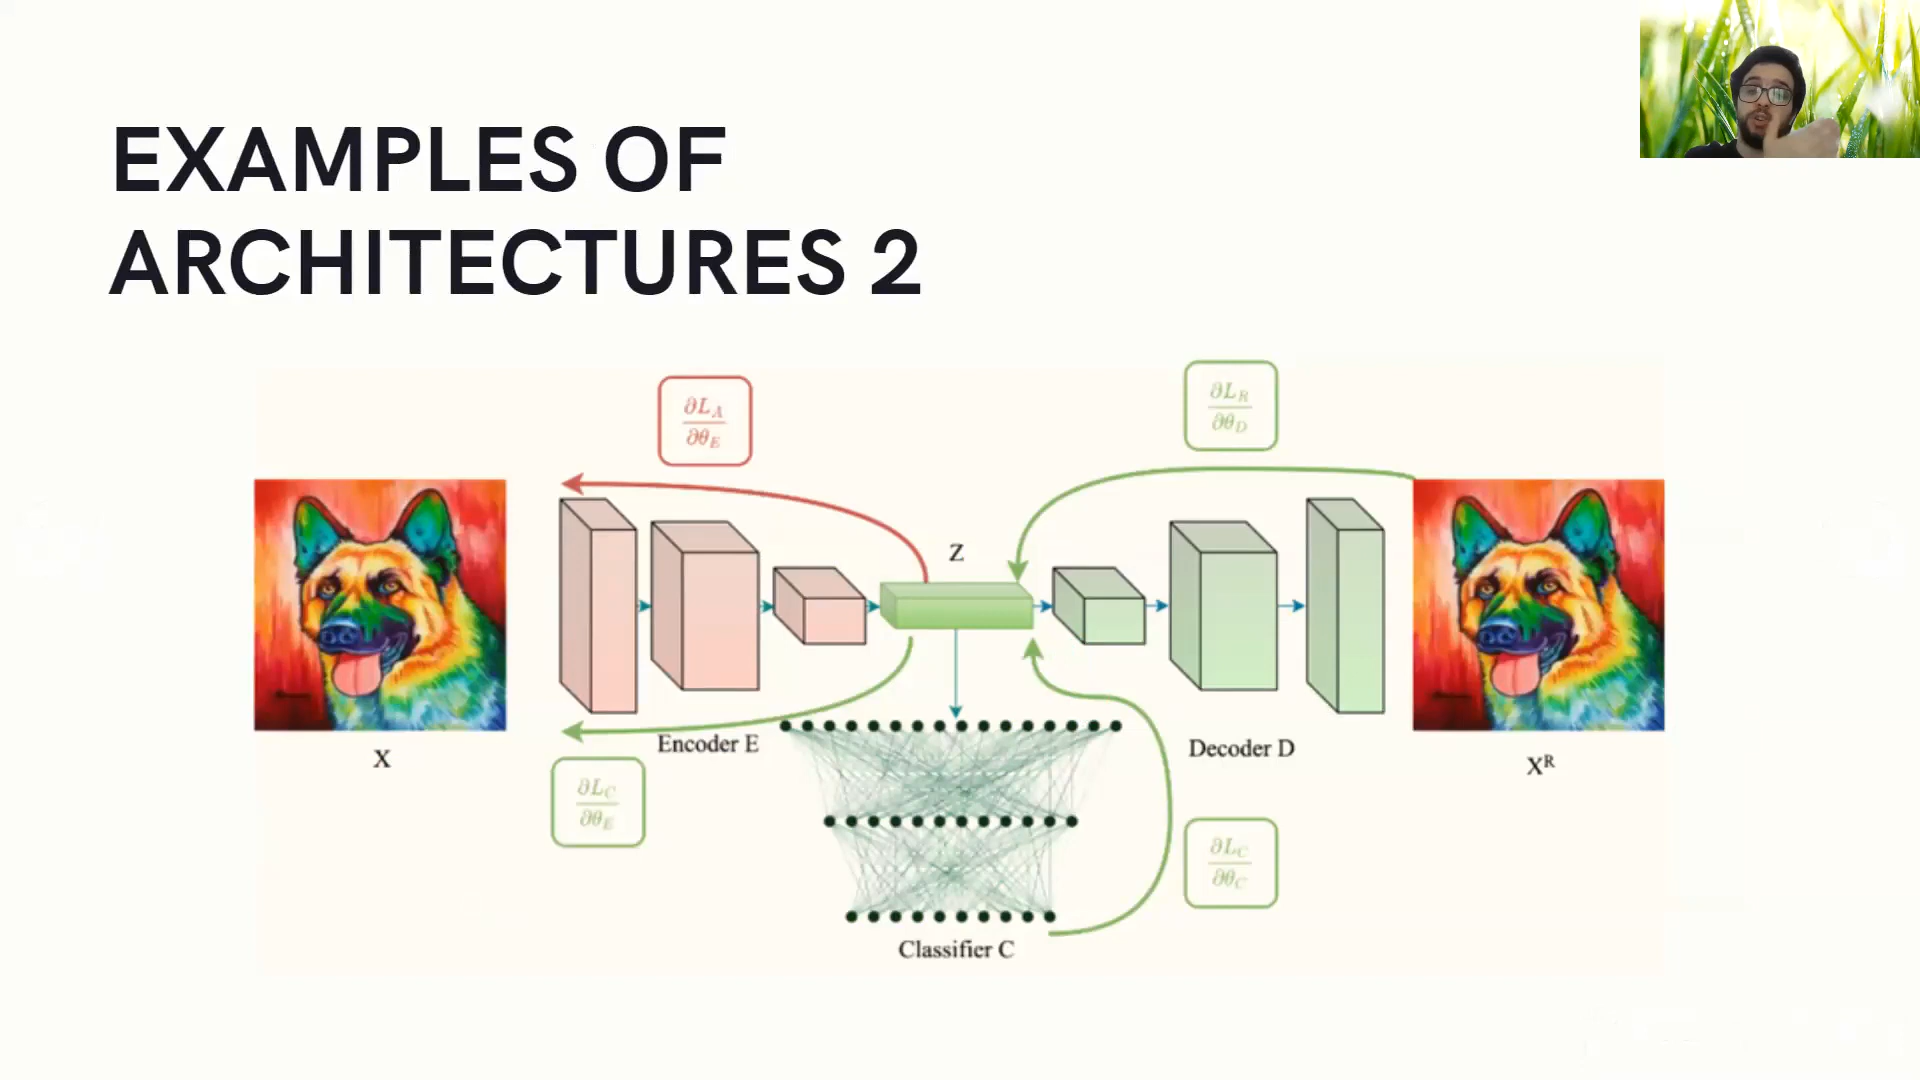 EXAMPLES OF
ARCHITECTURES 2
∂L_A
∂θ_E
∂L_R
∂θ_D
Z
X
Encoder E
Decoder D
X^R
∂L_C
∂θ_E
∂L_C
∂θ_C
Classifier C